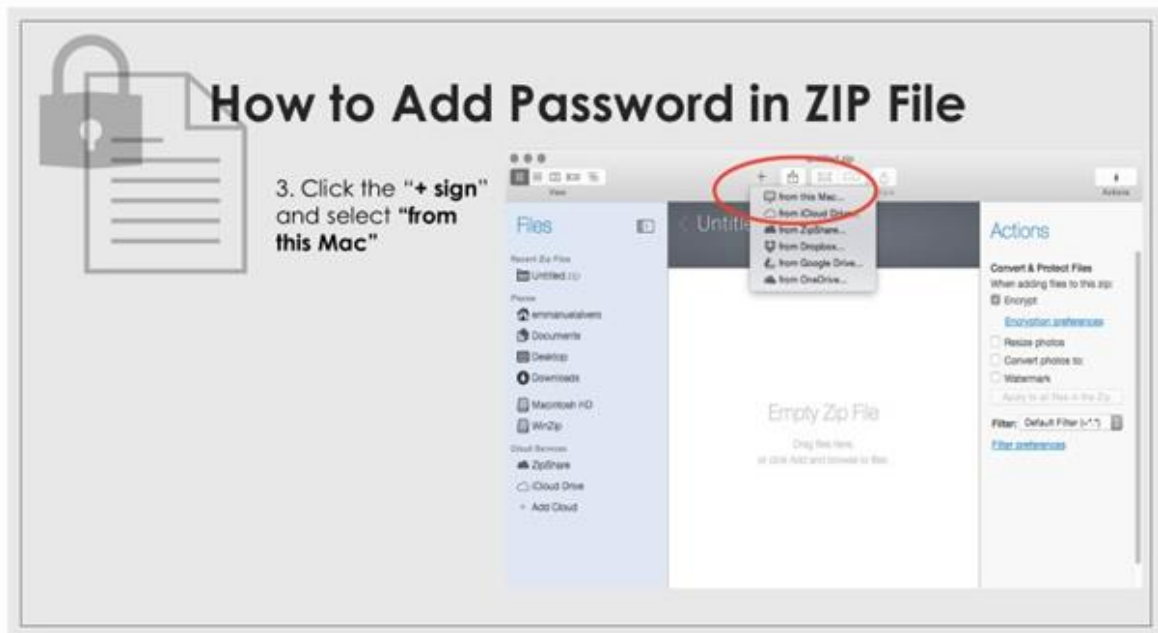 How to Add Password in ZIP File
3. Click the “+ sign”
and select “from
this Mac”
View
Actions
from this Mac...
from iCloud Drive...
from ZipShare...
from Dropbox...
from Google Drive...
from OneDrive...
Files
Recent Zip Files
Untitled.zip
Places
emmanuelalvero
Documents
Desktop
Downloads
Macintosh HD
WinZip
Cloud Services
ZipShare
iCloud Drive
+ Add Cloud
Empty Zip File
Drag files here,
or click Add and browse to files.
Actions
Convert & Protect Files
When adding files to this zip:
Encrypt
Encryption preferences
Resize photos
Convert photos to:
Watermark
Apply to all files in the Zip
Filter: Default Filter (*.*)
Filter preferences